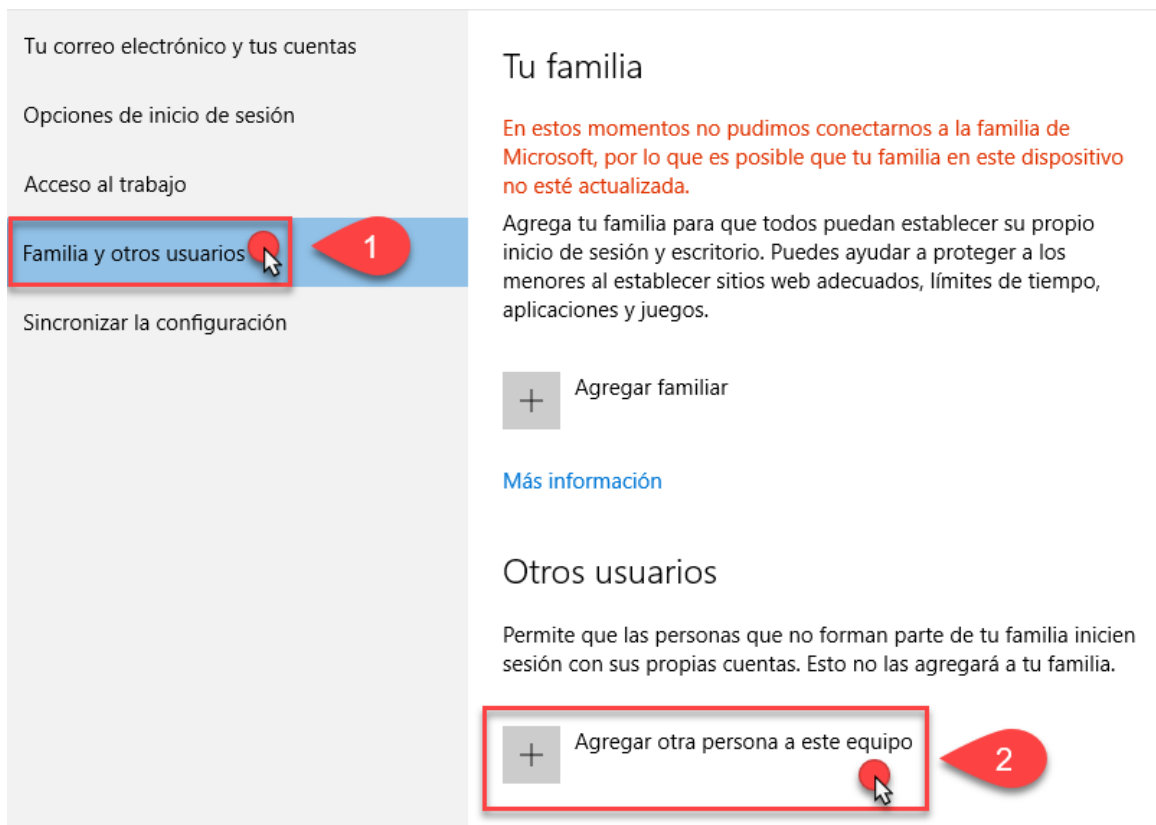 Tu correo electrónico y tus cuentas
Opciones de inicio de sesión
Acceso al trabajo
Familia y otros usuarios
1
Sincronizar la configuración
Tu familia
En estos momentos no pudimos conectarnos a la familia de
Microsoft, por lo que es posible que tu familia en este dispositivo
no esté actualizada.
Agrega tu familia para que todos puedan establecer su propio
inicio de sesión y escritorio. Puedes ayudar a proteger a los
menores al establecer sitios web adecuados, límites de tiempo,
aplicaciones y juegos.
Agregar familiar
Más información
Otros usuarios
Permite que las personas que no forman parte de tu familia inicien
sesión con sus propias cuentas. Esto no las agregará a tu familia.
Agregar otra persona a este equipo
2